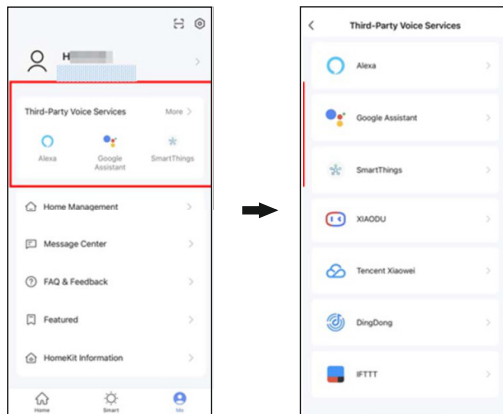 H
Third-Party Voice Services
More >
Alexa
Google
Assistant
SmartThings
Home Management
Message Center
FAQ & Feedback
Featured
HomeKit Information
Home
Smart
Me
Third-Party Voice Services
Alexa
Google Assistant
SmartThings
XIAODU
Tencent Xiaowei
DingDong
IFTTT